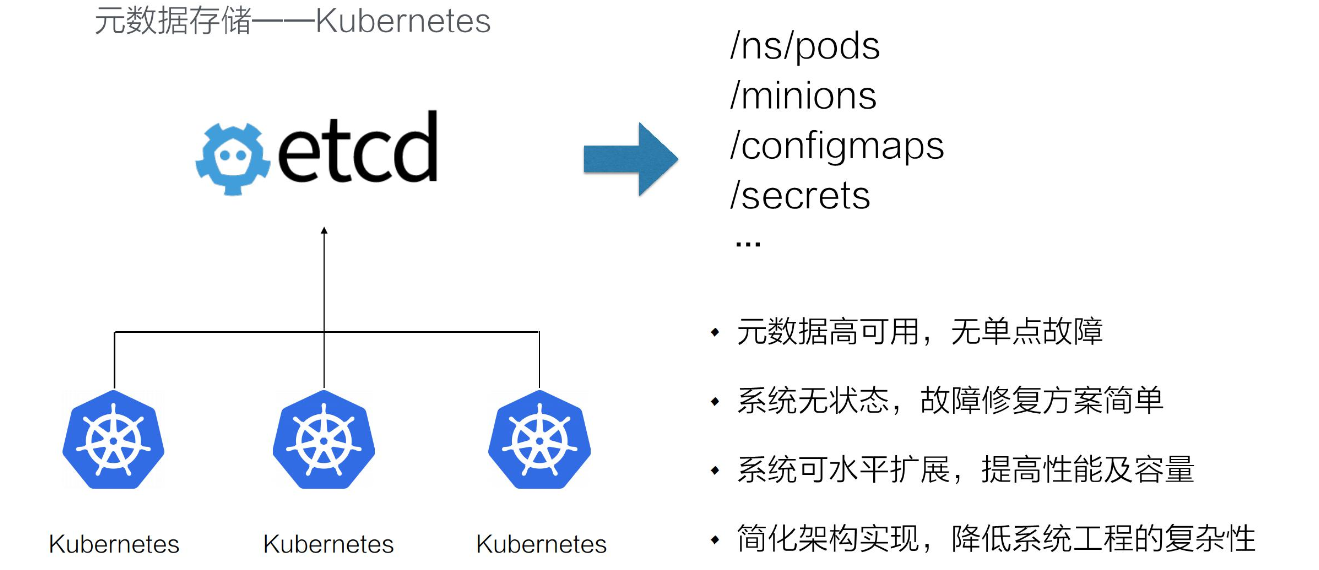 元数据存储——Kubernetes
etcd
/ns/pods
/minions
/configmaps
/secrets
...
Kubernetes
Kubernetes
Kubernetes
• 元数据高可用，无单点故障
• 系统无状态，故障修复方案简单
• 系统可水平扩展，提高性能及容量
• 简化架构实现，降低系统工程的复杂性